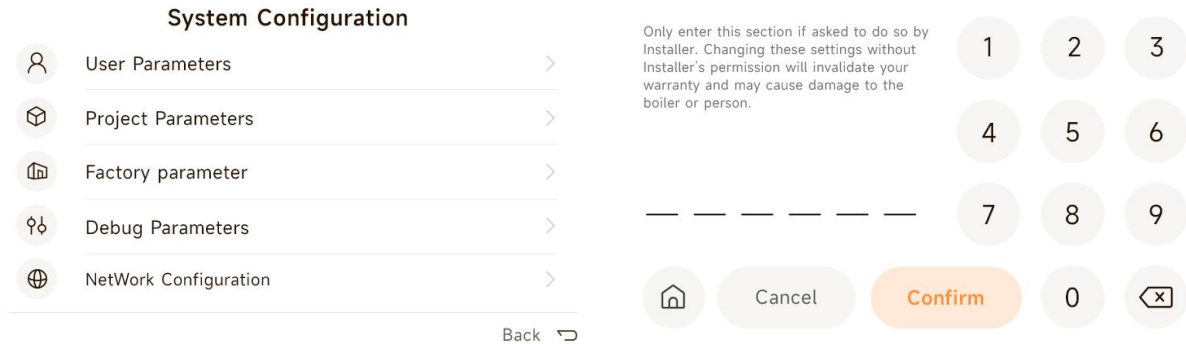 System Configuration
User Parameters
Project Parameters
Factory parameter
Debug Parameters
NetWork Configuration
Back
Only enter this section if asked to do so by
Installer. Changing these settings without
Installer's permission will invalidate your
warranty and may cause damage to the
boiler or person.
1 2 3
4 5 6
7 8 9
Cancel Confirm 0